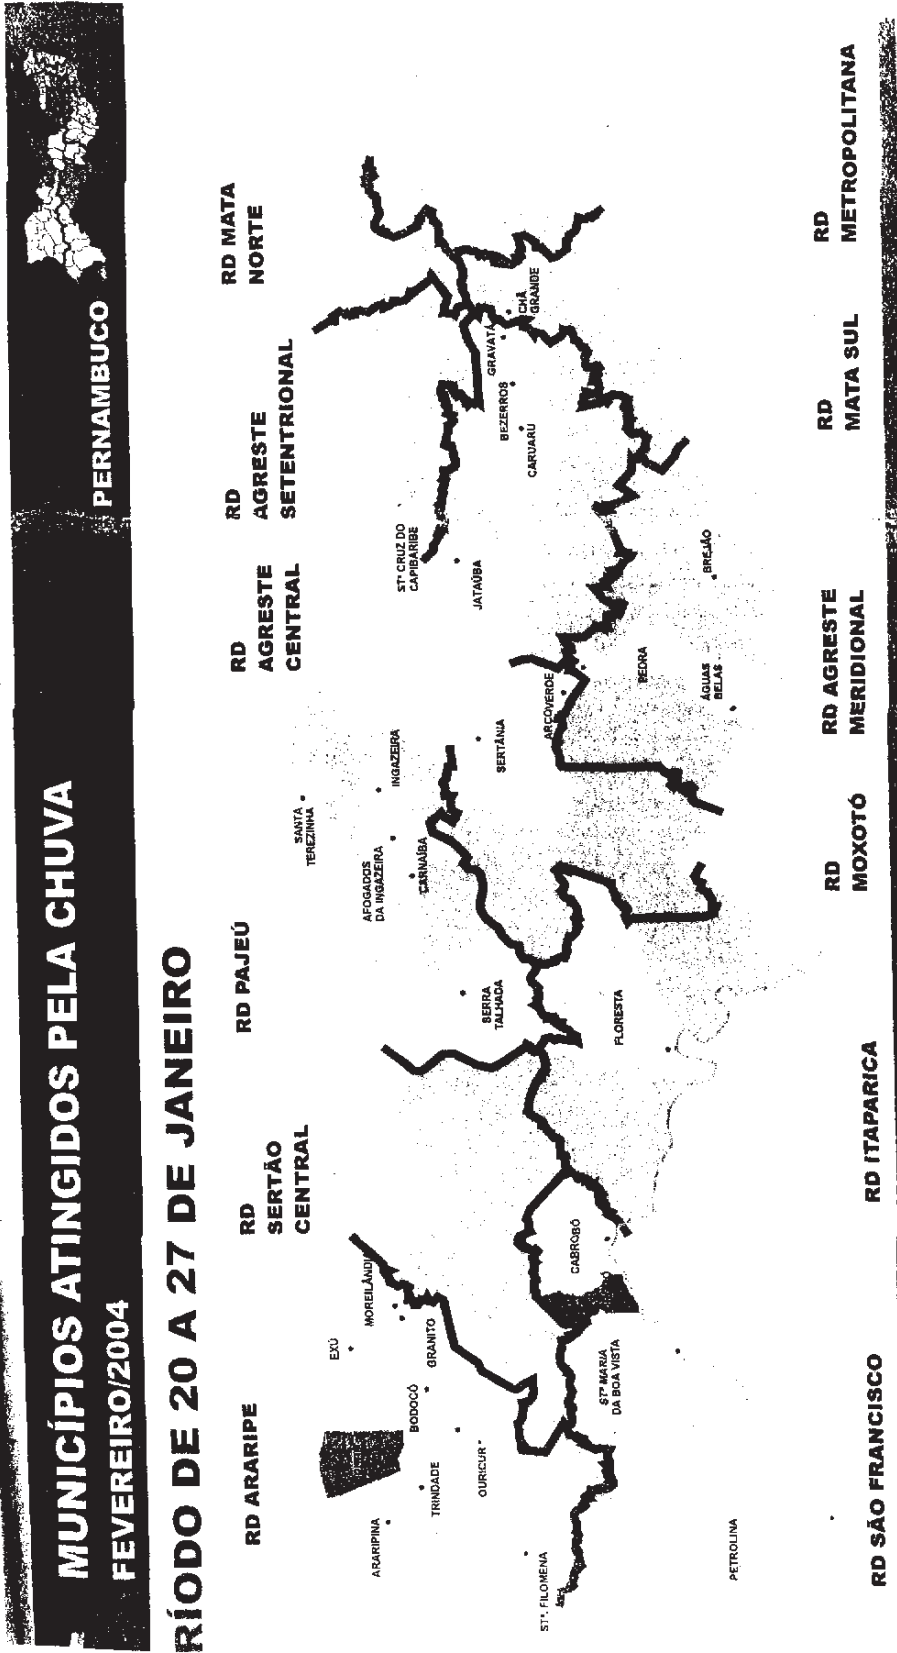 MUNICÍPIOS ATINGIDOS PELA CHUVA
FEVEREIRO/2004
PERNAMBUCO
RÍODO DE 20 A 27 DE JANEIRO
RD ARARIPE
RD
SERTÃO
CENTRAL
RD PAJEÚ
RD
AGRESTE
CENTRAL
RD
AGRESTE
SETENTRIONAL
RD MATA
NORTE
EXÚ
MOREILÂNDI
GRANITO
BODOCÓ
ARARIPINA
TRINDADE
OURICUR
STª. FILOMENA
SANTA
TEREZINHA
AFOGADOS
DA INGAZEIRA
INGAZEIRA
CARNAÍBA
SERRA
TALHADA
SERTÂNIA
ARCOVERDE
STª CRUZ DO
CAPIBARIBE
JATAÚBA
CARUARU
BEZERROS
GRAVATÁ
CHÃ
GRANDE
PETROLINA
STª MARIA
DA BOA VISTA
CABROBÓ
FLORESTA
PEDRA
ÁGUAS
BELAS
BREJÃO
RD SÃO FRANCISCO
RD ITAPARICA
RD
MOXOTÓ
RD AGRESTE
MERIDIONAL
RD
MATA SUL
RD
METROPOLITANA